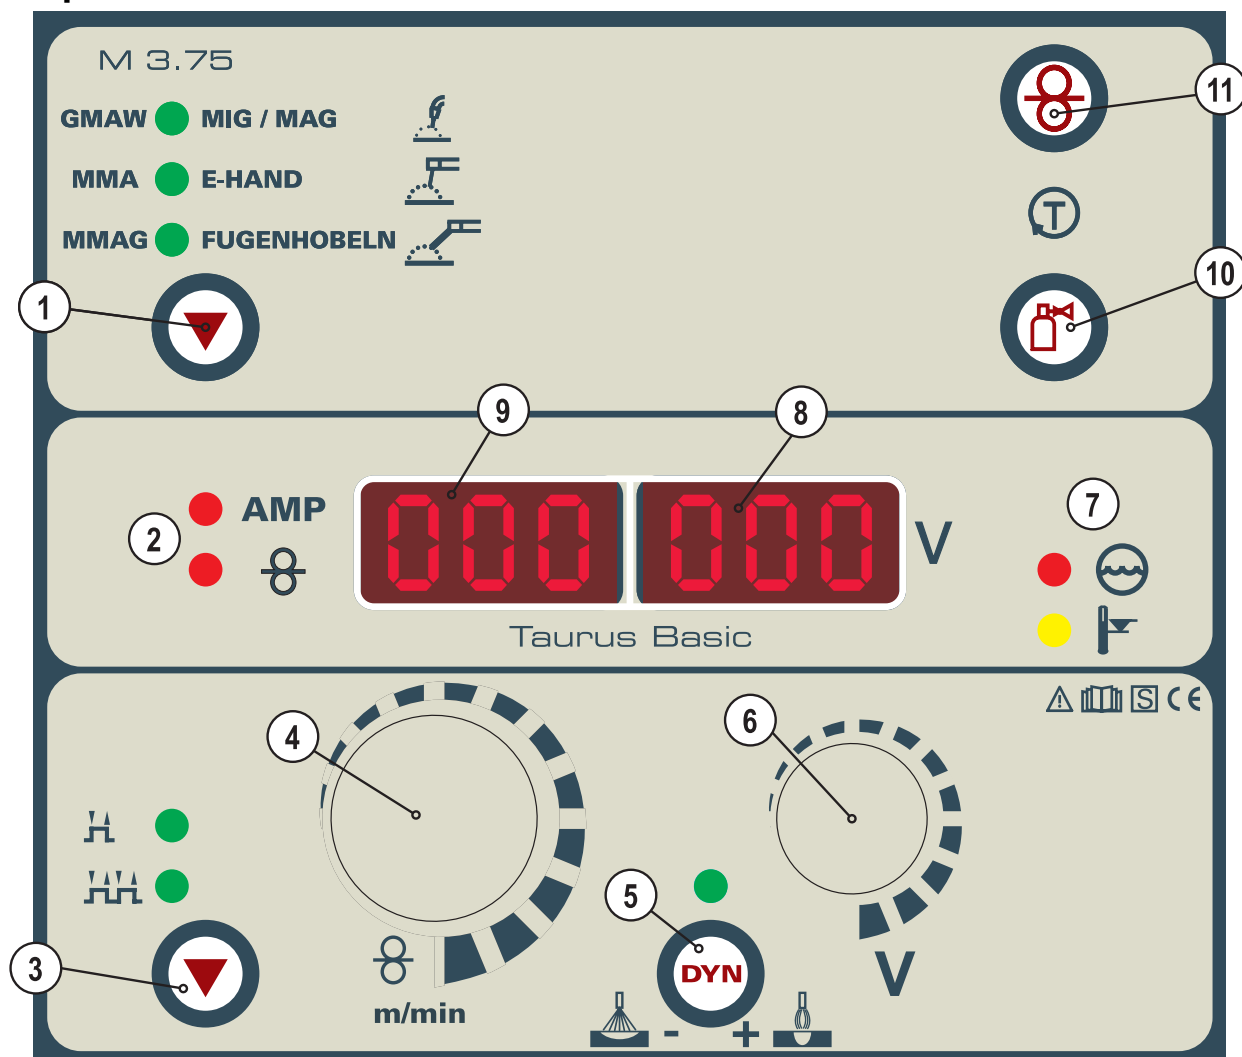 M 3.75
GMAW MIG / MAG
MMA E-HAND
MMAG FUGENHOBELN
11
T
10
1
9
8
7
2
AMP
000
000
V
Taurus Basic
S CE
4
6
5
3
DYN
V
m/min
- +